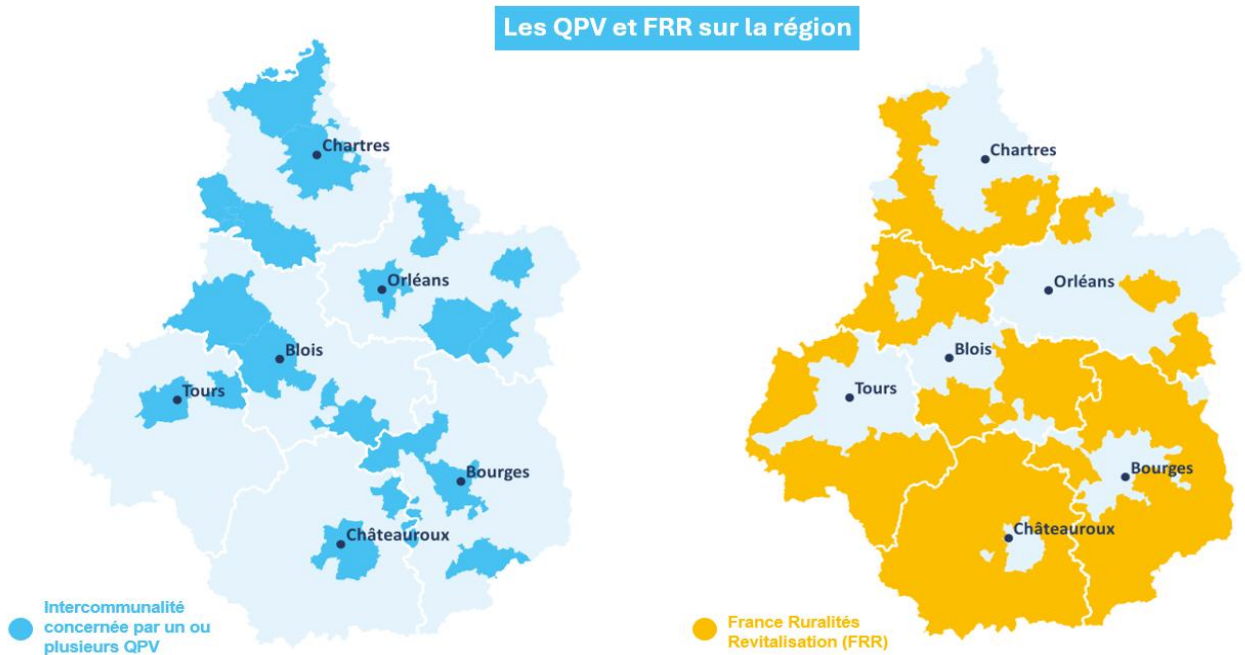 Les QPV et FRR sur la région
Chartres
Orléans
Blois
Tours
Bourges
Châteauroux
Intercommunalité
concernée par un ou
plusieurs QPV
Chartres
Orléans
Blois
Tours
Bourges
Châteauroux
France Ruralités
Revitalisation (FRR)